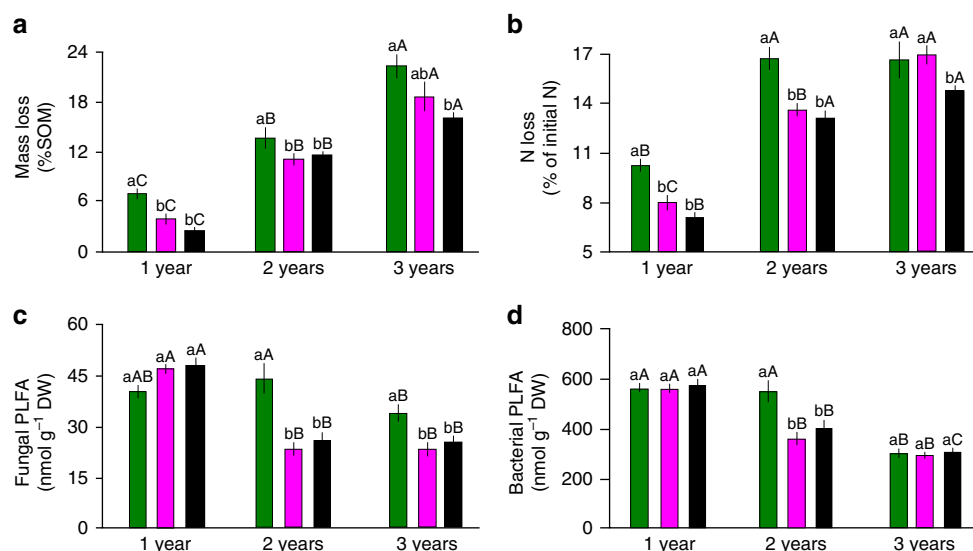 a
Mass loss
(%SOM)
24
18
12
6
0
aC
bC
bC
aB
bB
bB
aA
abA
bA
1 year
2 years
3 years
b
N loss
(% of initial N)
17
14
11
8
5
aB
bC
bB
aA
bB
bA
aA
aA
bA
1 year
2 years
3 years
c
Fungal PLFA
(nmol g⁻¹ DW)
60
45
30
15
0
aAB
aA
aA
aA
bB
bB
aB
bB
bB
1 year
2 years
3 years
d
Bacterial PLFA
(nmol g⁻¹ DW)
800
600
400
200
0
aA
aA
aA
aA
bB
bB
aB
aB
aC
1 year
2 years
3 years